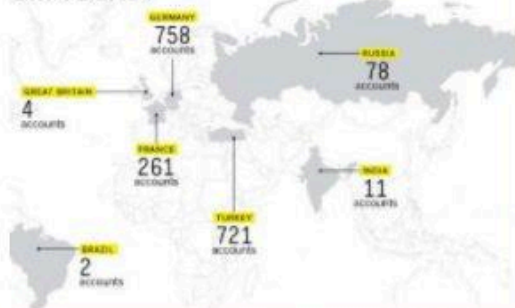 GERMANY
758
accounts
RUSSIA
78
accounts
GREAT BRITAIN
4
accounts
FRANCE
261
accounts
INDIA
11
accounts
TURKEY
721
accounts
BRAZIL
2
accounts